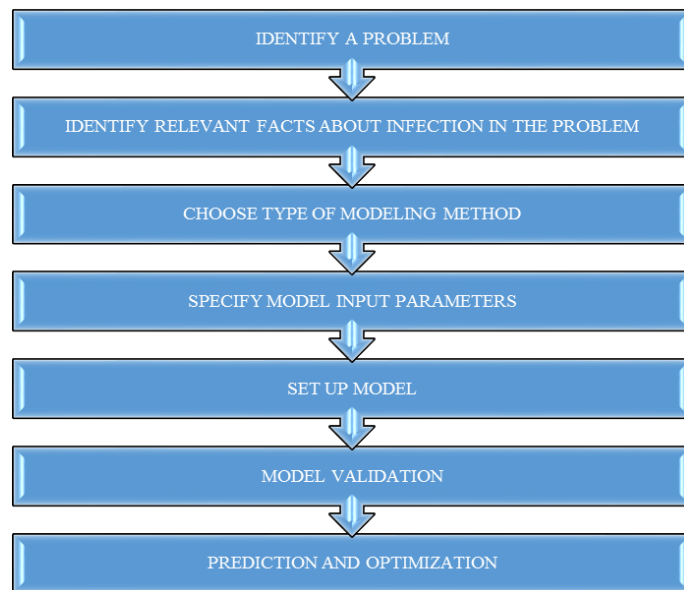 IDENTIFY A PROBLEM
IDENTIFY RELEVANT FACTS ABOUT INFECTION IN THE PROBLEM
CHOOSE TYPE OF MODELING METHOD
SPECIFY MODEL INPUT PARAMETERS
SET UP MODEL
MODEL VALIDATION
PREDICTION AND OPTIMIZATION